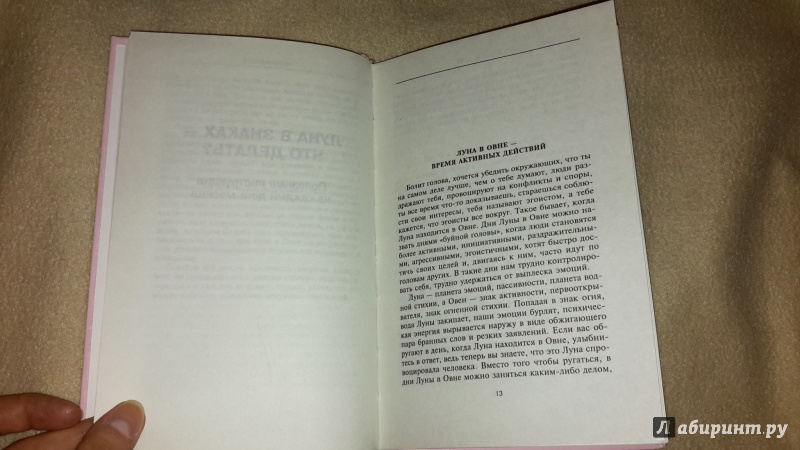 ЛУНА В ЗНАКАХ —
ЧТО ДЕЛАТЬ?
ЛУНА В ОВНЕ —
ВРЕМЯ АКТИВНЫХ ДЕЙСТВИЙ
Болит голова, хочется убедить окружающих, что ты
на самом деле лучше, чем о тебе думают, люди раз-
дражают тебя, провоцируют на конфликты и споры,
ты все время что-то доказываешь, стараешься соблю-
сти свои интересы, тебя называют эгоистом, а тебе
кажется, что эгоисты все вокруг. Такое бывает, когда
Луна находится в Овне. Дни Луны в Овне можно на-
звать днями «буйной головы», когда люди становятся
более активными, инициативными, раздражительны-
ми, агрессивными, эгоистичными, хотят быстро дос-
тичь своих целей и, двигаясь к ним, часто идут по
головам других. В такие дни нам трудно контролиро-
вать себя, трудно удержаться от выплеска эмоций.
Луна — планета эмоций, пассивности, планета вод-
ной стихии, а Овен — знак активности, первооткры-
вателя, знак огненной стихии. Попадая в знак огня,
вода Луны закипает, наши эмоции бурлят, психичес-
кая энергия вырывается наружу в виде обжигающего
пара бранных слов и резких заявлений. Если вас об-
ругают в день, когда Луна находится в Овне, улыбни-
тесь в ответ, ведь теперь вы знаете, что это Луна спро-
воцировала человека. Вместо того чтобы ругаться, в
дни Луны в Овне можно заняться каким-либо делом,
13
Лабиринт.ру